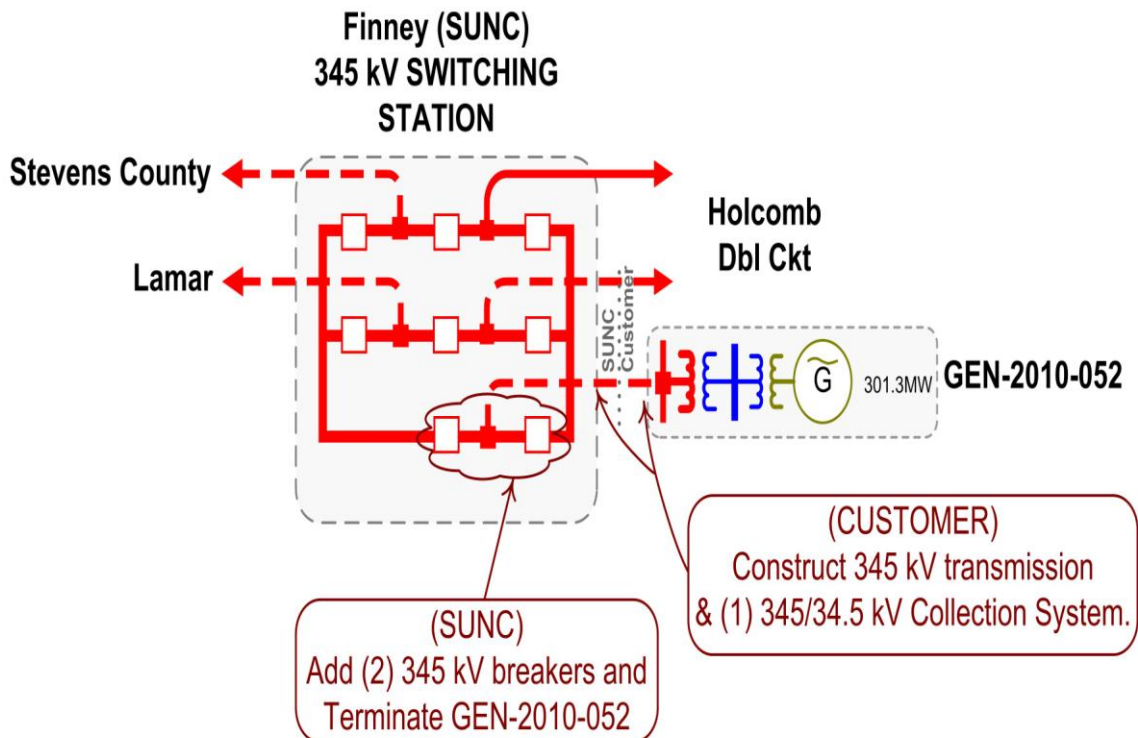 Finney (SUNC)
345 kV SWITCHING
STATION
Stevens County
Lamar
Holcomb
Dbl Ckt
SUNC
Customer
G
301.3MW
GEN-2010-052
(CUSTOMER)
Construct 345 kV transmission
& (1) 345/34.5 kV Collection System.
(SUNC)
Add (2) 345 kV breakers and
Terminate GEN-2010-052